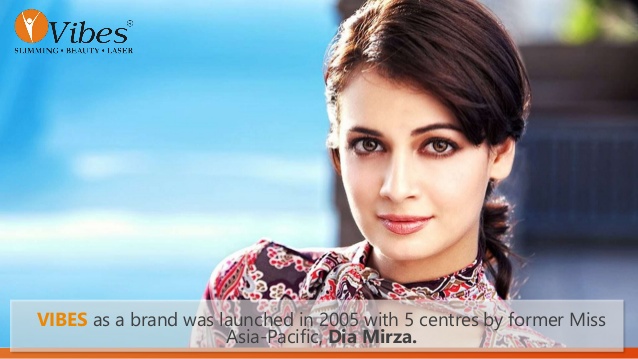 Vibes®
SLIMMING • BEAUTY • LASER
VIBES as a brand was launched in 2005 with 5 centres by former Miss
Asia-Pacific, Dia Mirza.